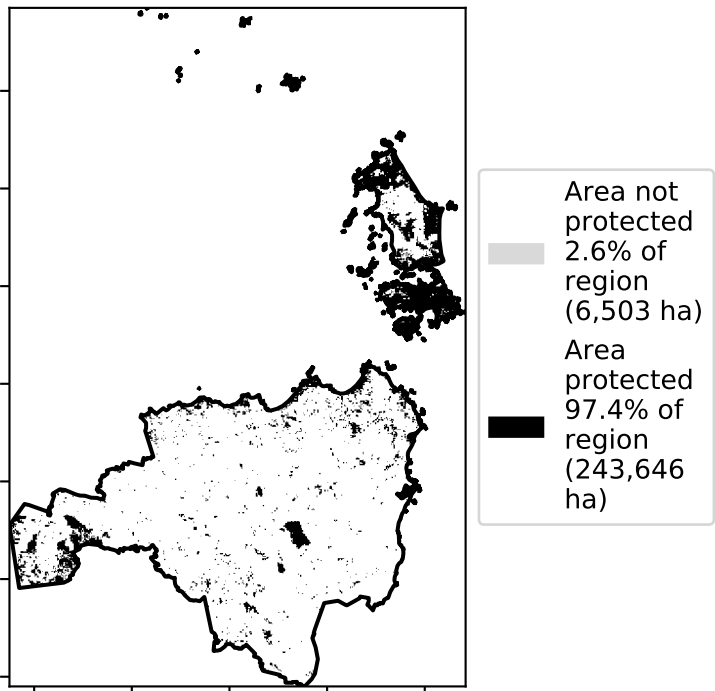 Area not
protected
2.6% of
region
(6,503 ha)
Area
protected
97.4% of
region
(243,646
ha)